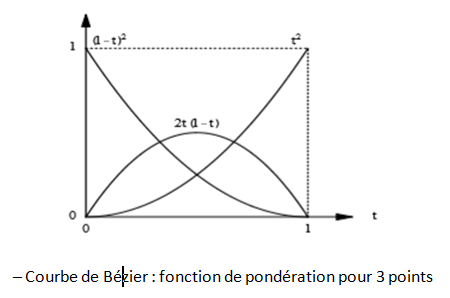 (1-t)² t²
1
2t (1-t)
0 t
0 1
– Courbe de Bézier : fonction de pondération pour 3 points